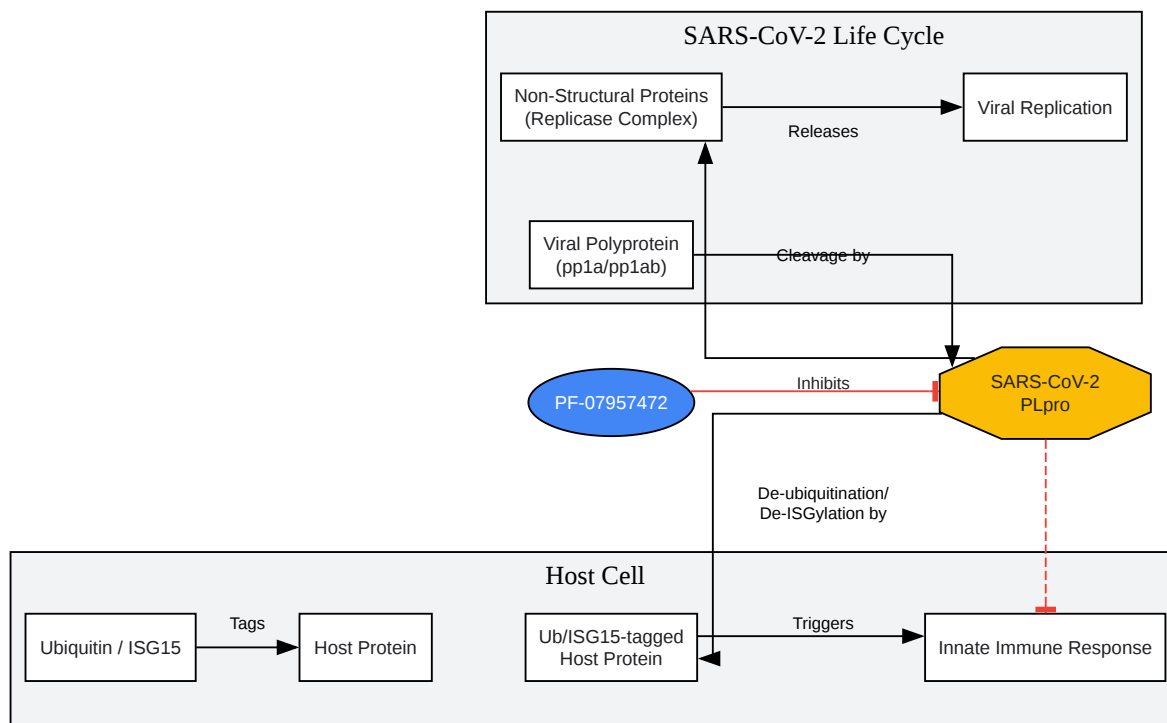 SARS-CoV-2 Life Cycle
Non-Structural Proteins
(Replicase Complex)
Releases
Viral Replication
Viral Polyprotein
(pp1a/pp1ab)
Cleavage by
PF-07957472
Inhibits
SARS-CoV-2
PLpro
De-ubiquitination/
De-ISGylation by
Host Cell
Ubiquitin / ISG15
Tags
Host Protein
Ub/ISG15-tagged
Host Protein
Triggers
Innate Immune Response